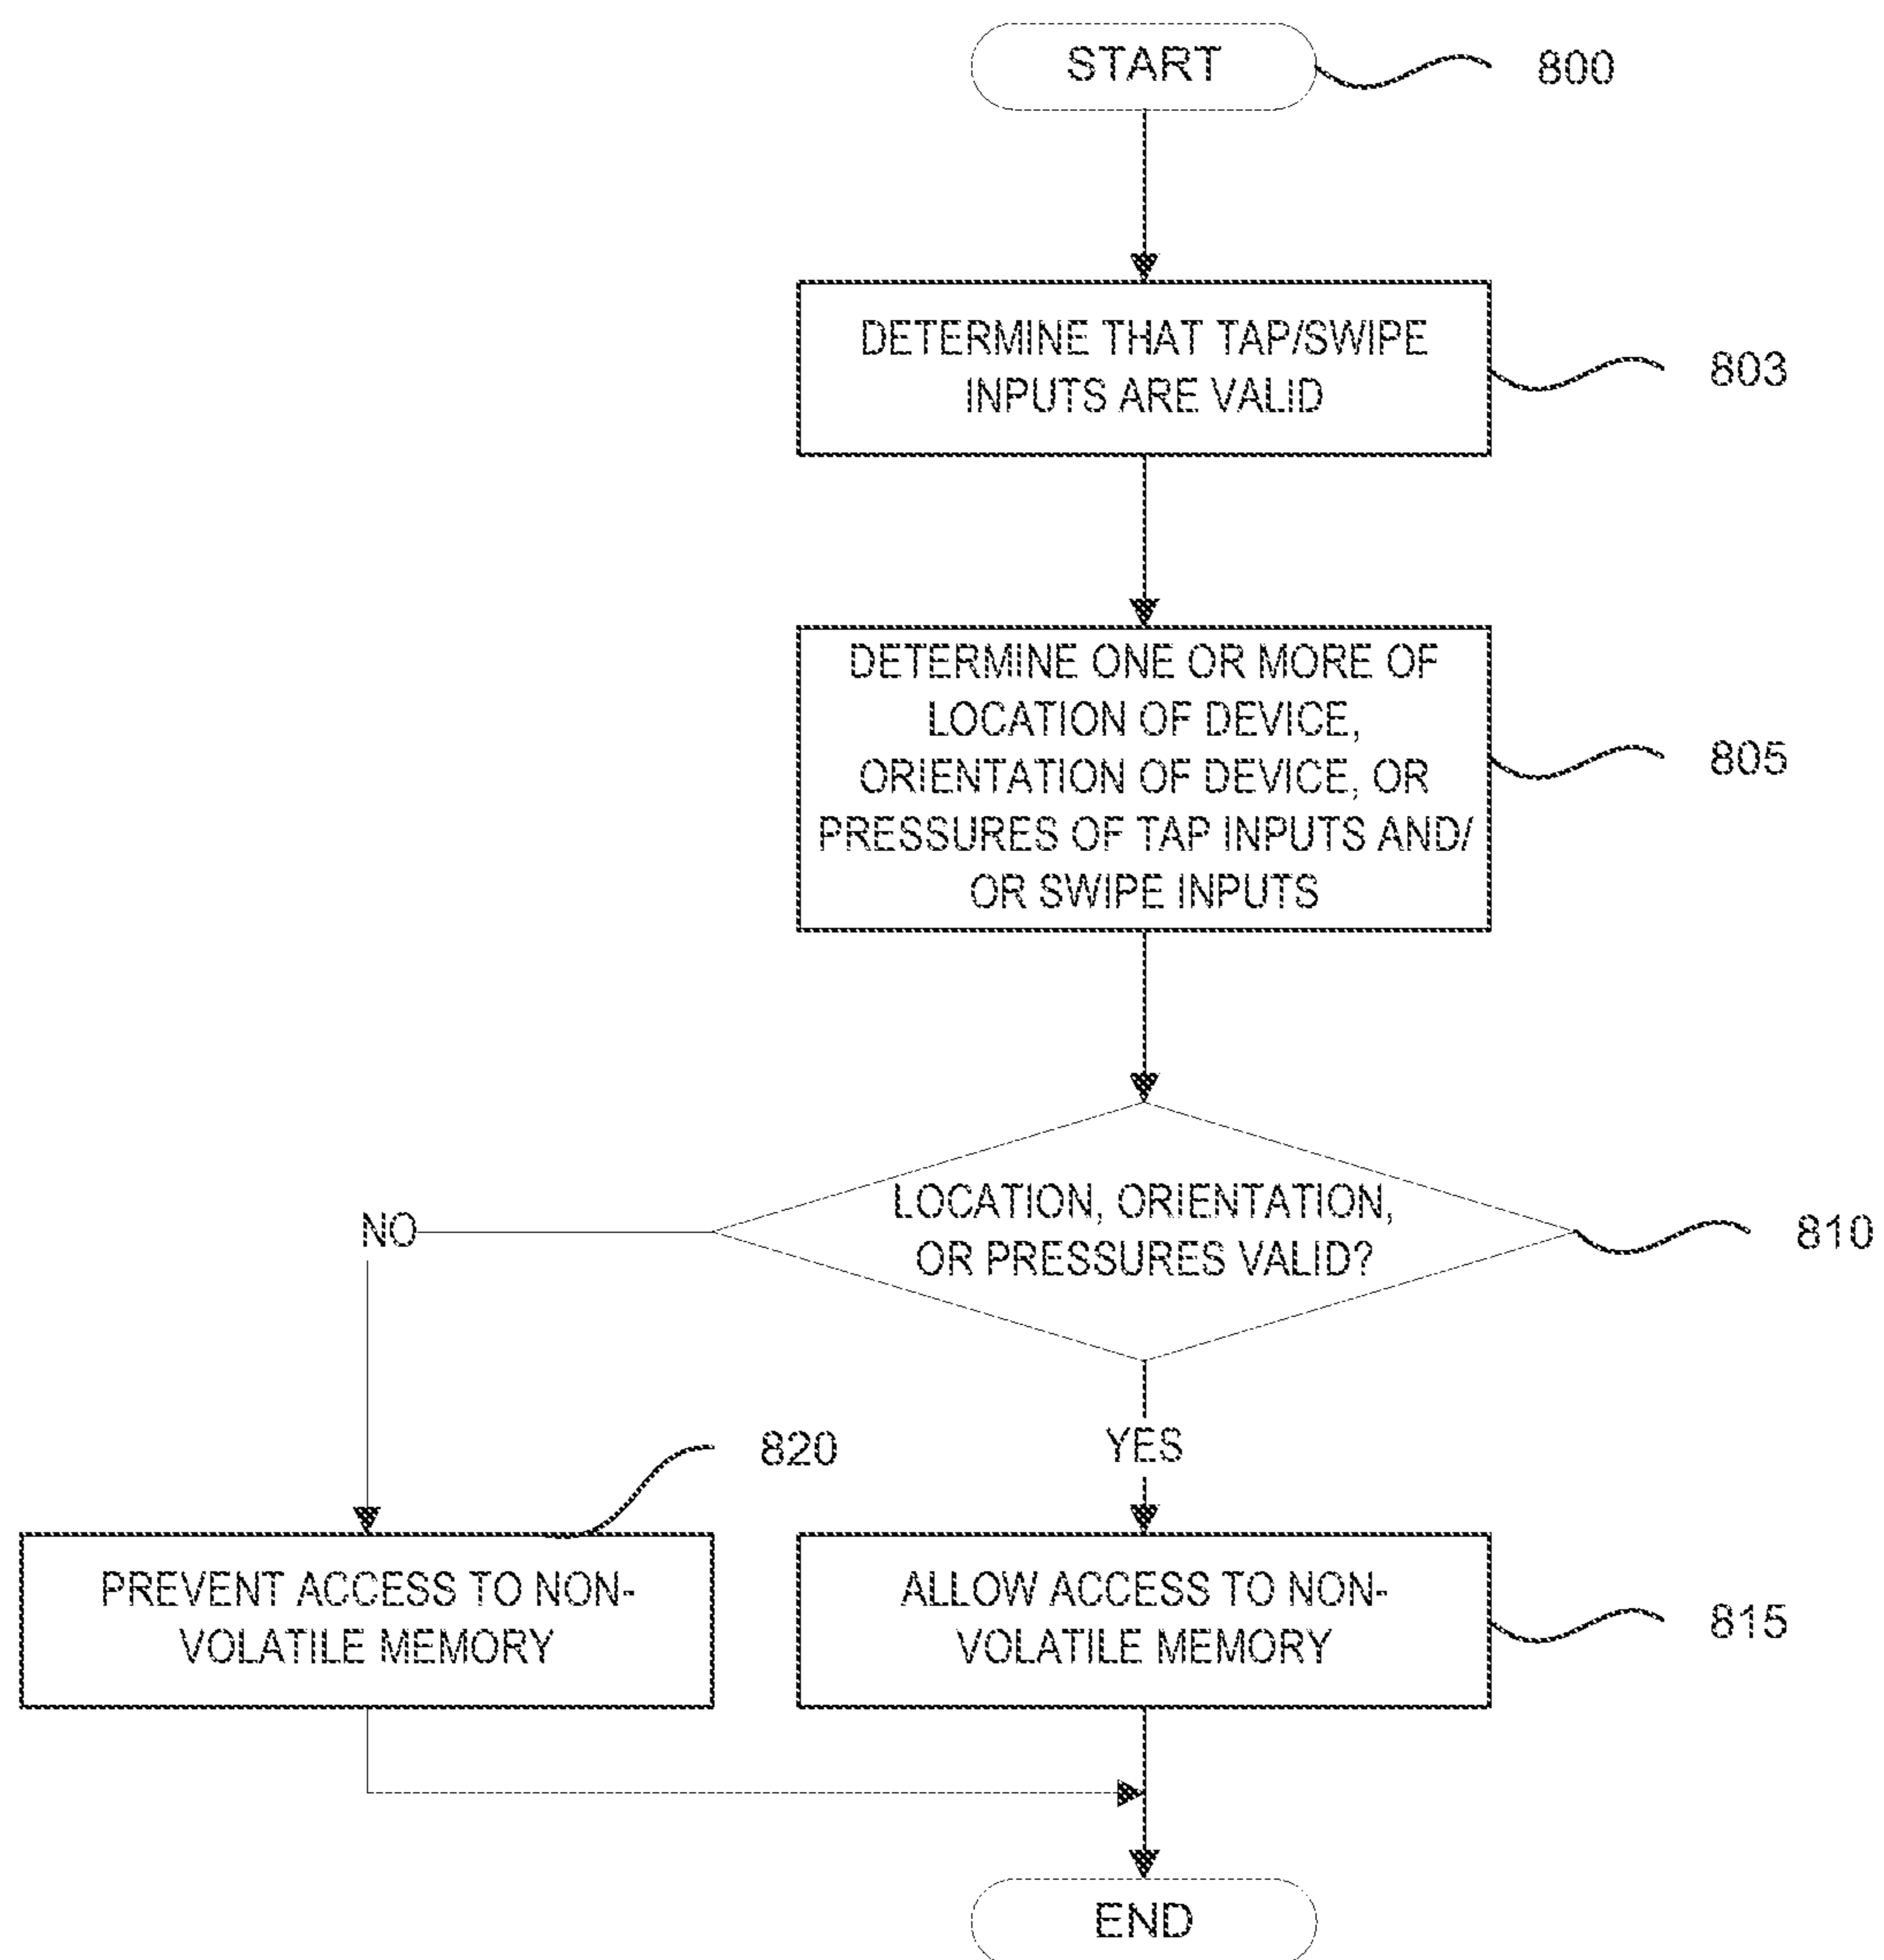 START
800
DETERMINE THAT TAP/SWIPE
INPUTS ARE VALID
803
DETERMINE ONE OR MORE OF
LOCATION OF DEVICE,
ORIENTATION OF DEVICE, OR
PRESSURES OF TAP INPUTS AND/
OR SWIPE INPUTS
805
LOCATION, ORIENTATION,
OR PRESSURES VALID?
810
NO
YES
820
PREVENT ACCESS TO NON-
VOLATILE MEMORY
ALLOW ACCESS TO NON-
VOLATILE MEMORY
815
END